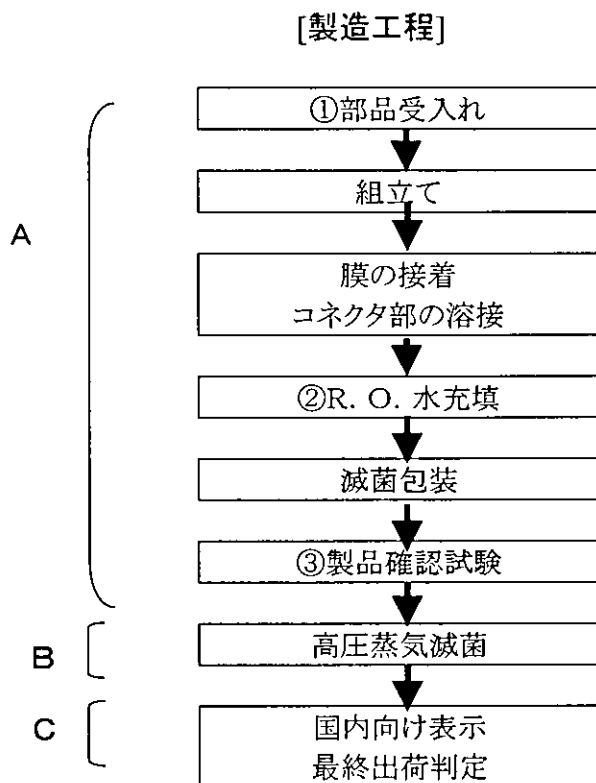 [製造工程]
①部品受入れ
A
組立て
膜の接着
コネクタ部の溶接
②R. O. 水充填
滅菌包装
③製品確認試験
B
高圧蒸気滅菌
C
国内向け表示
最終出荷判定